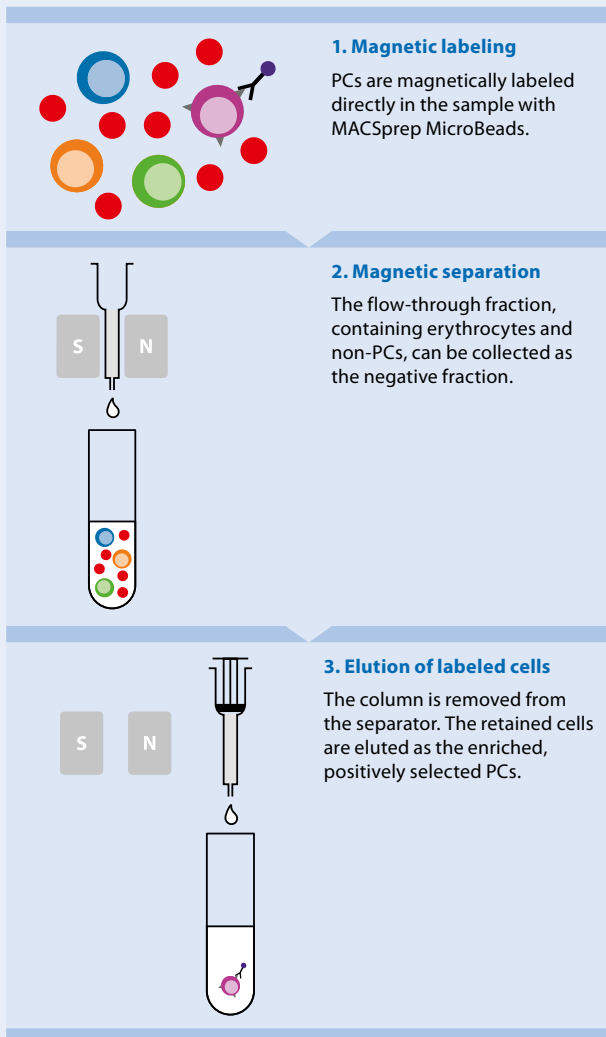 1. Magnetic labeling
PCs are magnetically labeled
directly in the sample with
MACSprep MicroBeads.
2. Magnetic separation
The flow-through fraction,
containing erythrocytes and
non-PCs, can be collected as
the negative fraction.
S N
3. Elution of labeled cells
The column is removed from
the separator. The retained cells
are eluted as the enriched,
positively selected PCs.
S N